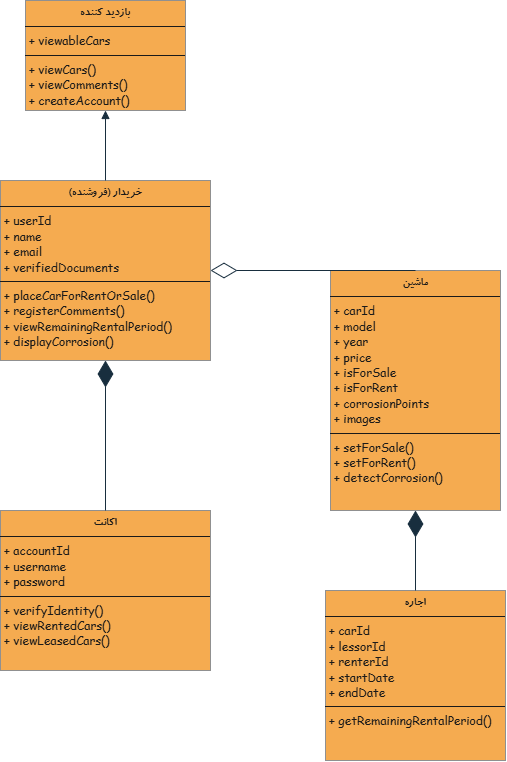 بازدید کننده
+ viewableCars
+ viewCars()
+ viewComments()
+ createAccount()
خریدار (فروشنده)
+ userId
+ name
+ email
+ verifiedDocuments
+ placeCarForRentOrSale()
+ registerComments()
+ viewRemainingRentalPeriod()
+ displayCorrosion()
ماشین
+ carId
+ model
+ year
+ price
+ isForSale
+ isForRent
+ corrosionPoints
+ images
+ setForSale()
+ setForRent()
+ detectCorrosion()
اکانت
+ accountId
+ username
+ password
+ verifyIdentity()
+ viewRentedCars()
+ viewLeasedCars()
اجاره
+ carId
+ lessorId
+ renterId
+ startDate
+ endDate
+ getRemainingRentalPeriod()